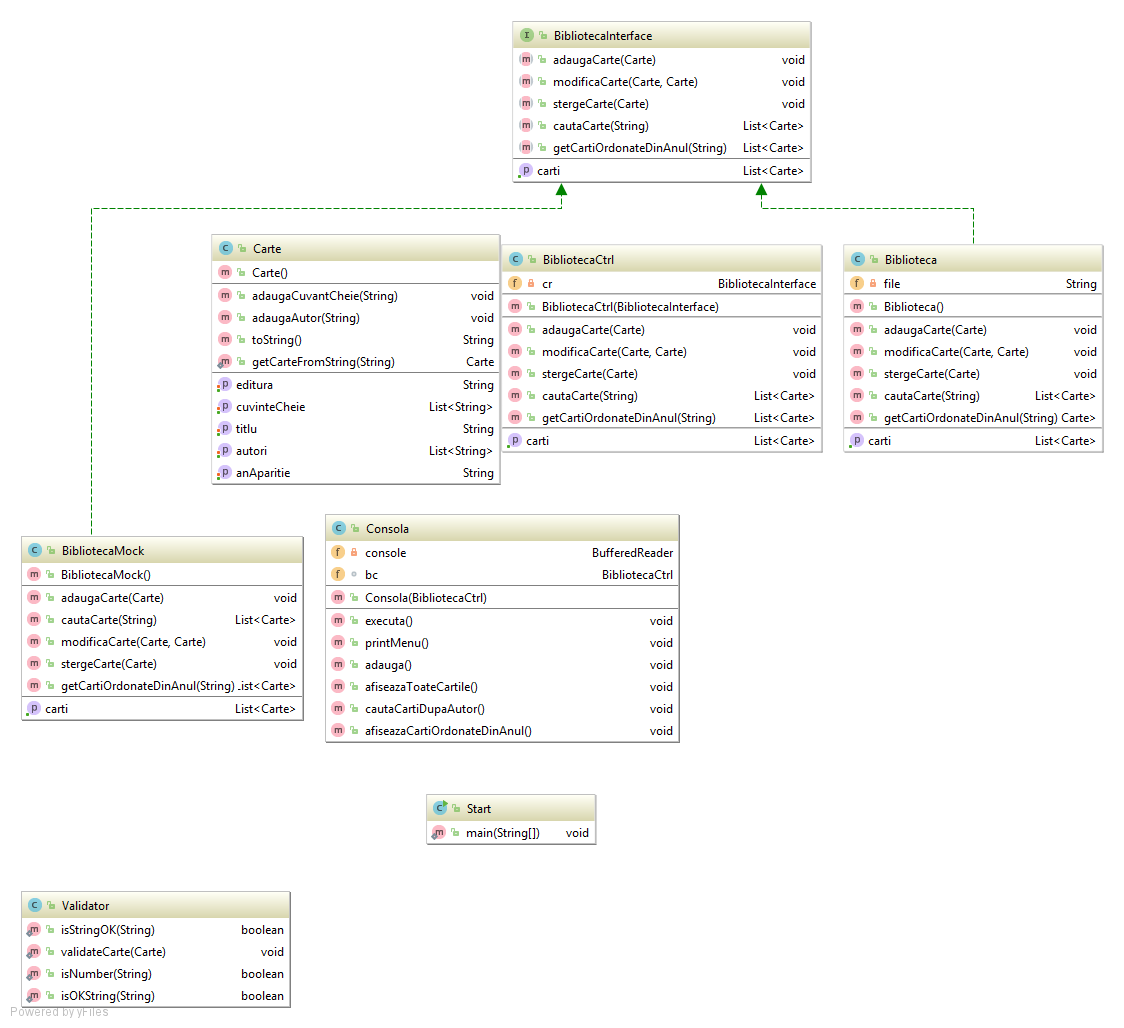 BibliotecaInterface
adaugaCarte(Carte) void
modificaCarte(Carte, Carte) void
stergeCarte(Carte) void
cautaCarte(String) List<Carte>
getCartiOrdonateDinAnul(String) List<Carte>
carti List<Carte>
Carte
Carte()
adaugaCuvantCheie(String) void
adaugaAutor(String) void
toString() String
getCarteFromString(String) Carte
editura String
cuvinteCheie List<String>
titlu String
autori List<String>
anAparitie String
BibliotecaCtrl
cr BibliotecaInterface
BibliotecaCtrl(BibliotecaInterface)
adaugaCarte(Carte) void
modificaCarte(Carte, Carte) void
stergeCarte(Carte) void
cautaCarte(String) List<Carte>
getCartiOrdonateDinAnul(String) List<Carte>
carti List<Carte>
Biblioteca
file String
Biblioteca()
adaugaCarte(Carte) void
modificaCarte(Carte, Carte) void
stergeCarte(Carte) void
cautaCarte(String) List<Carte>
getCartiOrdonateDinAnul(String) Carte>
carti List<Carte>
BibliotecaMock
BibliotecaMock()
adaugaCarte(Carte) void
cautaCarte(String) List<Carte>
modificaCarte(Carte, Carte) void
stergeCarte(Carte) void
getCartiOrdonateDinAnul(String) ist<Carte>
carti List<Carte>
Consola
console BufferedReader
bc BibliotecaCtrl
Consola(BibliotecaCtrl)
executa() void
printMenu() void
adauga() void
afiseazaToateCartile() void
cautaCartiDupaAutor() void
afiseazaCartiOrdonateDinAnul() void
Start
main(String[]) void
Validator
isStringOK(String) boolean
validateCarte(Carte) void
isNumber(String) boolean
isOKString(String) boolean
Powered by yFiles